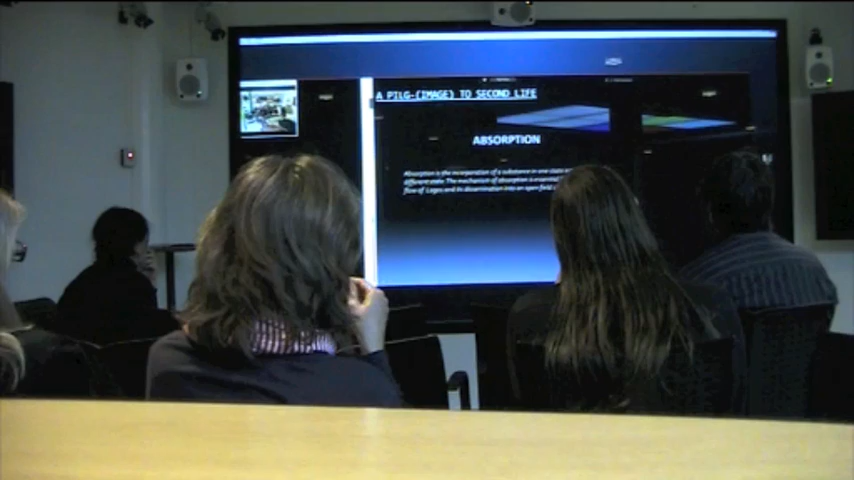 A PILG-{IMAGE} TO SECOND LIFE
ABSORPTION
Absorption is the incorporation of a substance in one state
different state. The mechanism of absorption is essential
flow of Logos and its dissemination into an open field